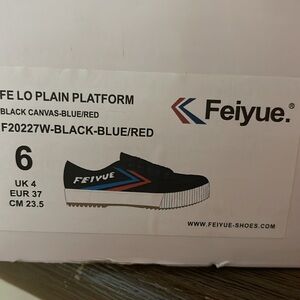 FE LO PLAIN PLATFORM
BLACK CANVAS-BLUE/RED
F20227W-BLACK-BLUE/RED
Feiyue.®
6
UK 4
EUR 37
CM 23.5
FEIYUE
WWW.FEIYUE-SHOES.COM